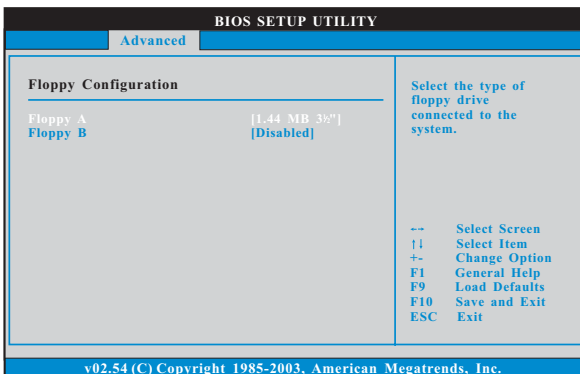 BIOS SETUP UTILITY
Advanced
Floppy Configuration
Floppy A [1.44 MB 3½"]
Floppy B [Disabled]
Select the type of
floppy drive
connected to the
system.
←→ Select Screen
↑↓ Select Item
+- Change Option
F1 General Help
F9 Load Defaults
F10 Save and Exit
ESC Exit
v02.54 (C) Copyright 1985-2003, American Megatrends, Inc.